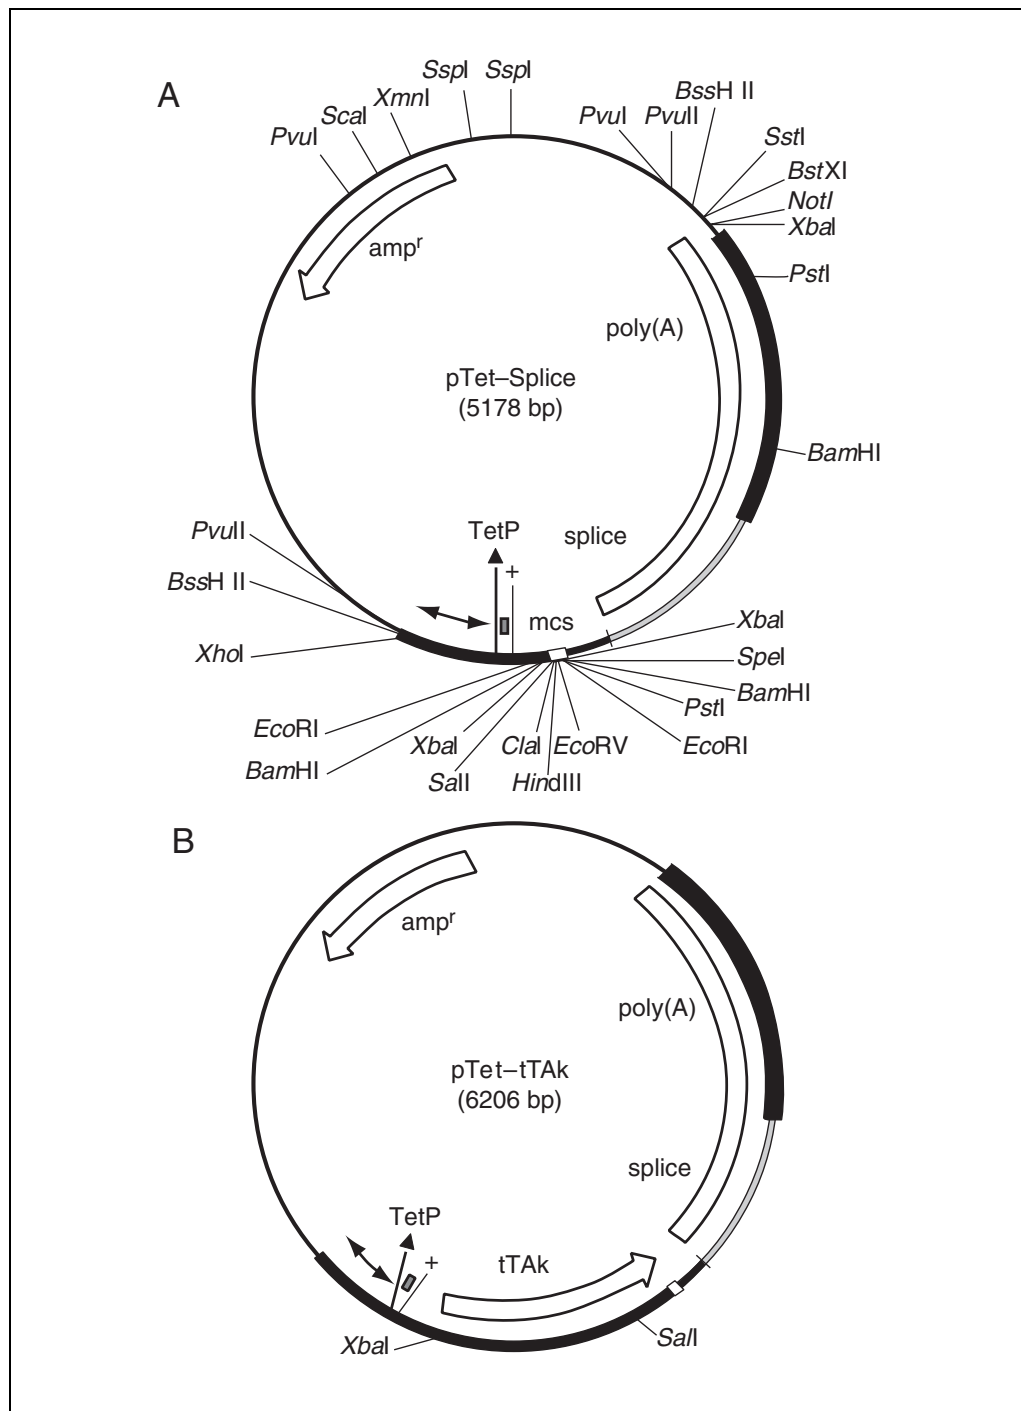 A
SspI
SspI
XmnI
BssH II
ScaI
PvuI
PvuII
PvuI
SstI
BstXI
NotI
XbaI
ampr
PstI
poly(A)
pTet–Splice
(5178 bp)
BamHI
PvuII
TetP
splice
BssH II
+
mcs
XbaI
XhoI
SpeI
BamHI
PstI
EcoRI
XbaI
ClaI
EcoRV
EcoRI
BamHI
SalI
HindIII
B
ampr
poly(A)
pTet–tTAk
(6206 bp)
splice
TetP
+
tTAk
XbaI
SalI